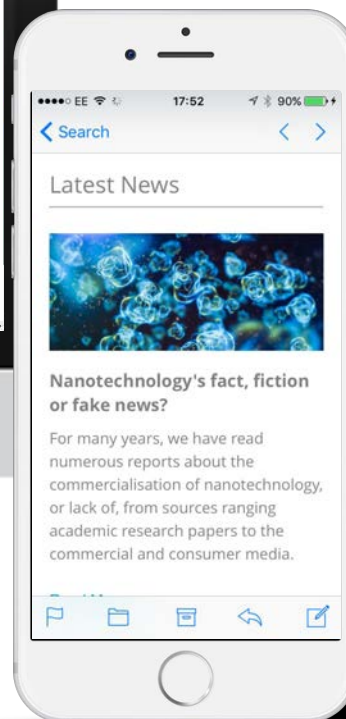 EE 17:52 90%
Search
Latest News
Nanotechnology's fact, fiction
or fake news?
For many years, we have read
numerous reports about the
commercialisation of nanotechnology,
or lack of, from sources ranging
academic research papers to the
commercial and consumer media.